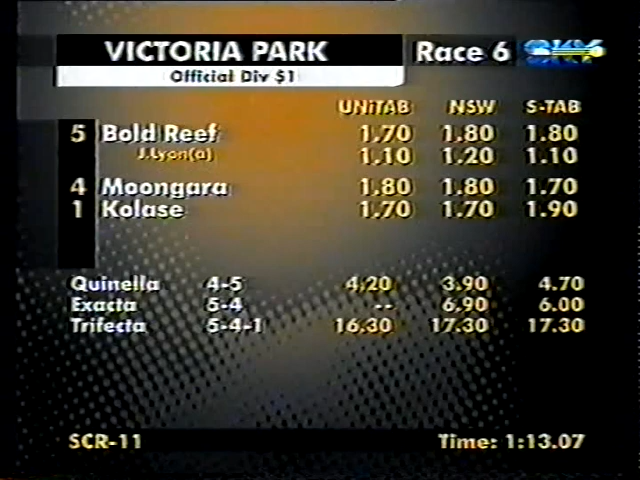 VICTORIA PARK Race 6 SKY
Official Div $1
UNiTAB NSW S-TAB
5 Bold Reef 1.70 1.80 1.80
J.Lyon(a) 1.10 1.20 1.10
4 Moongara 1.80 1.80 1.70
1 Kolase 1.70 1.70 1.90
Quinella 4-5 4.20 3.90 4.70
Exacta 5-4 -- 6.90 6.00
Trifecta 5-4-1 16.30 17.30 17.30
SCR-11 Time: 1:13.07